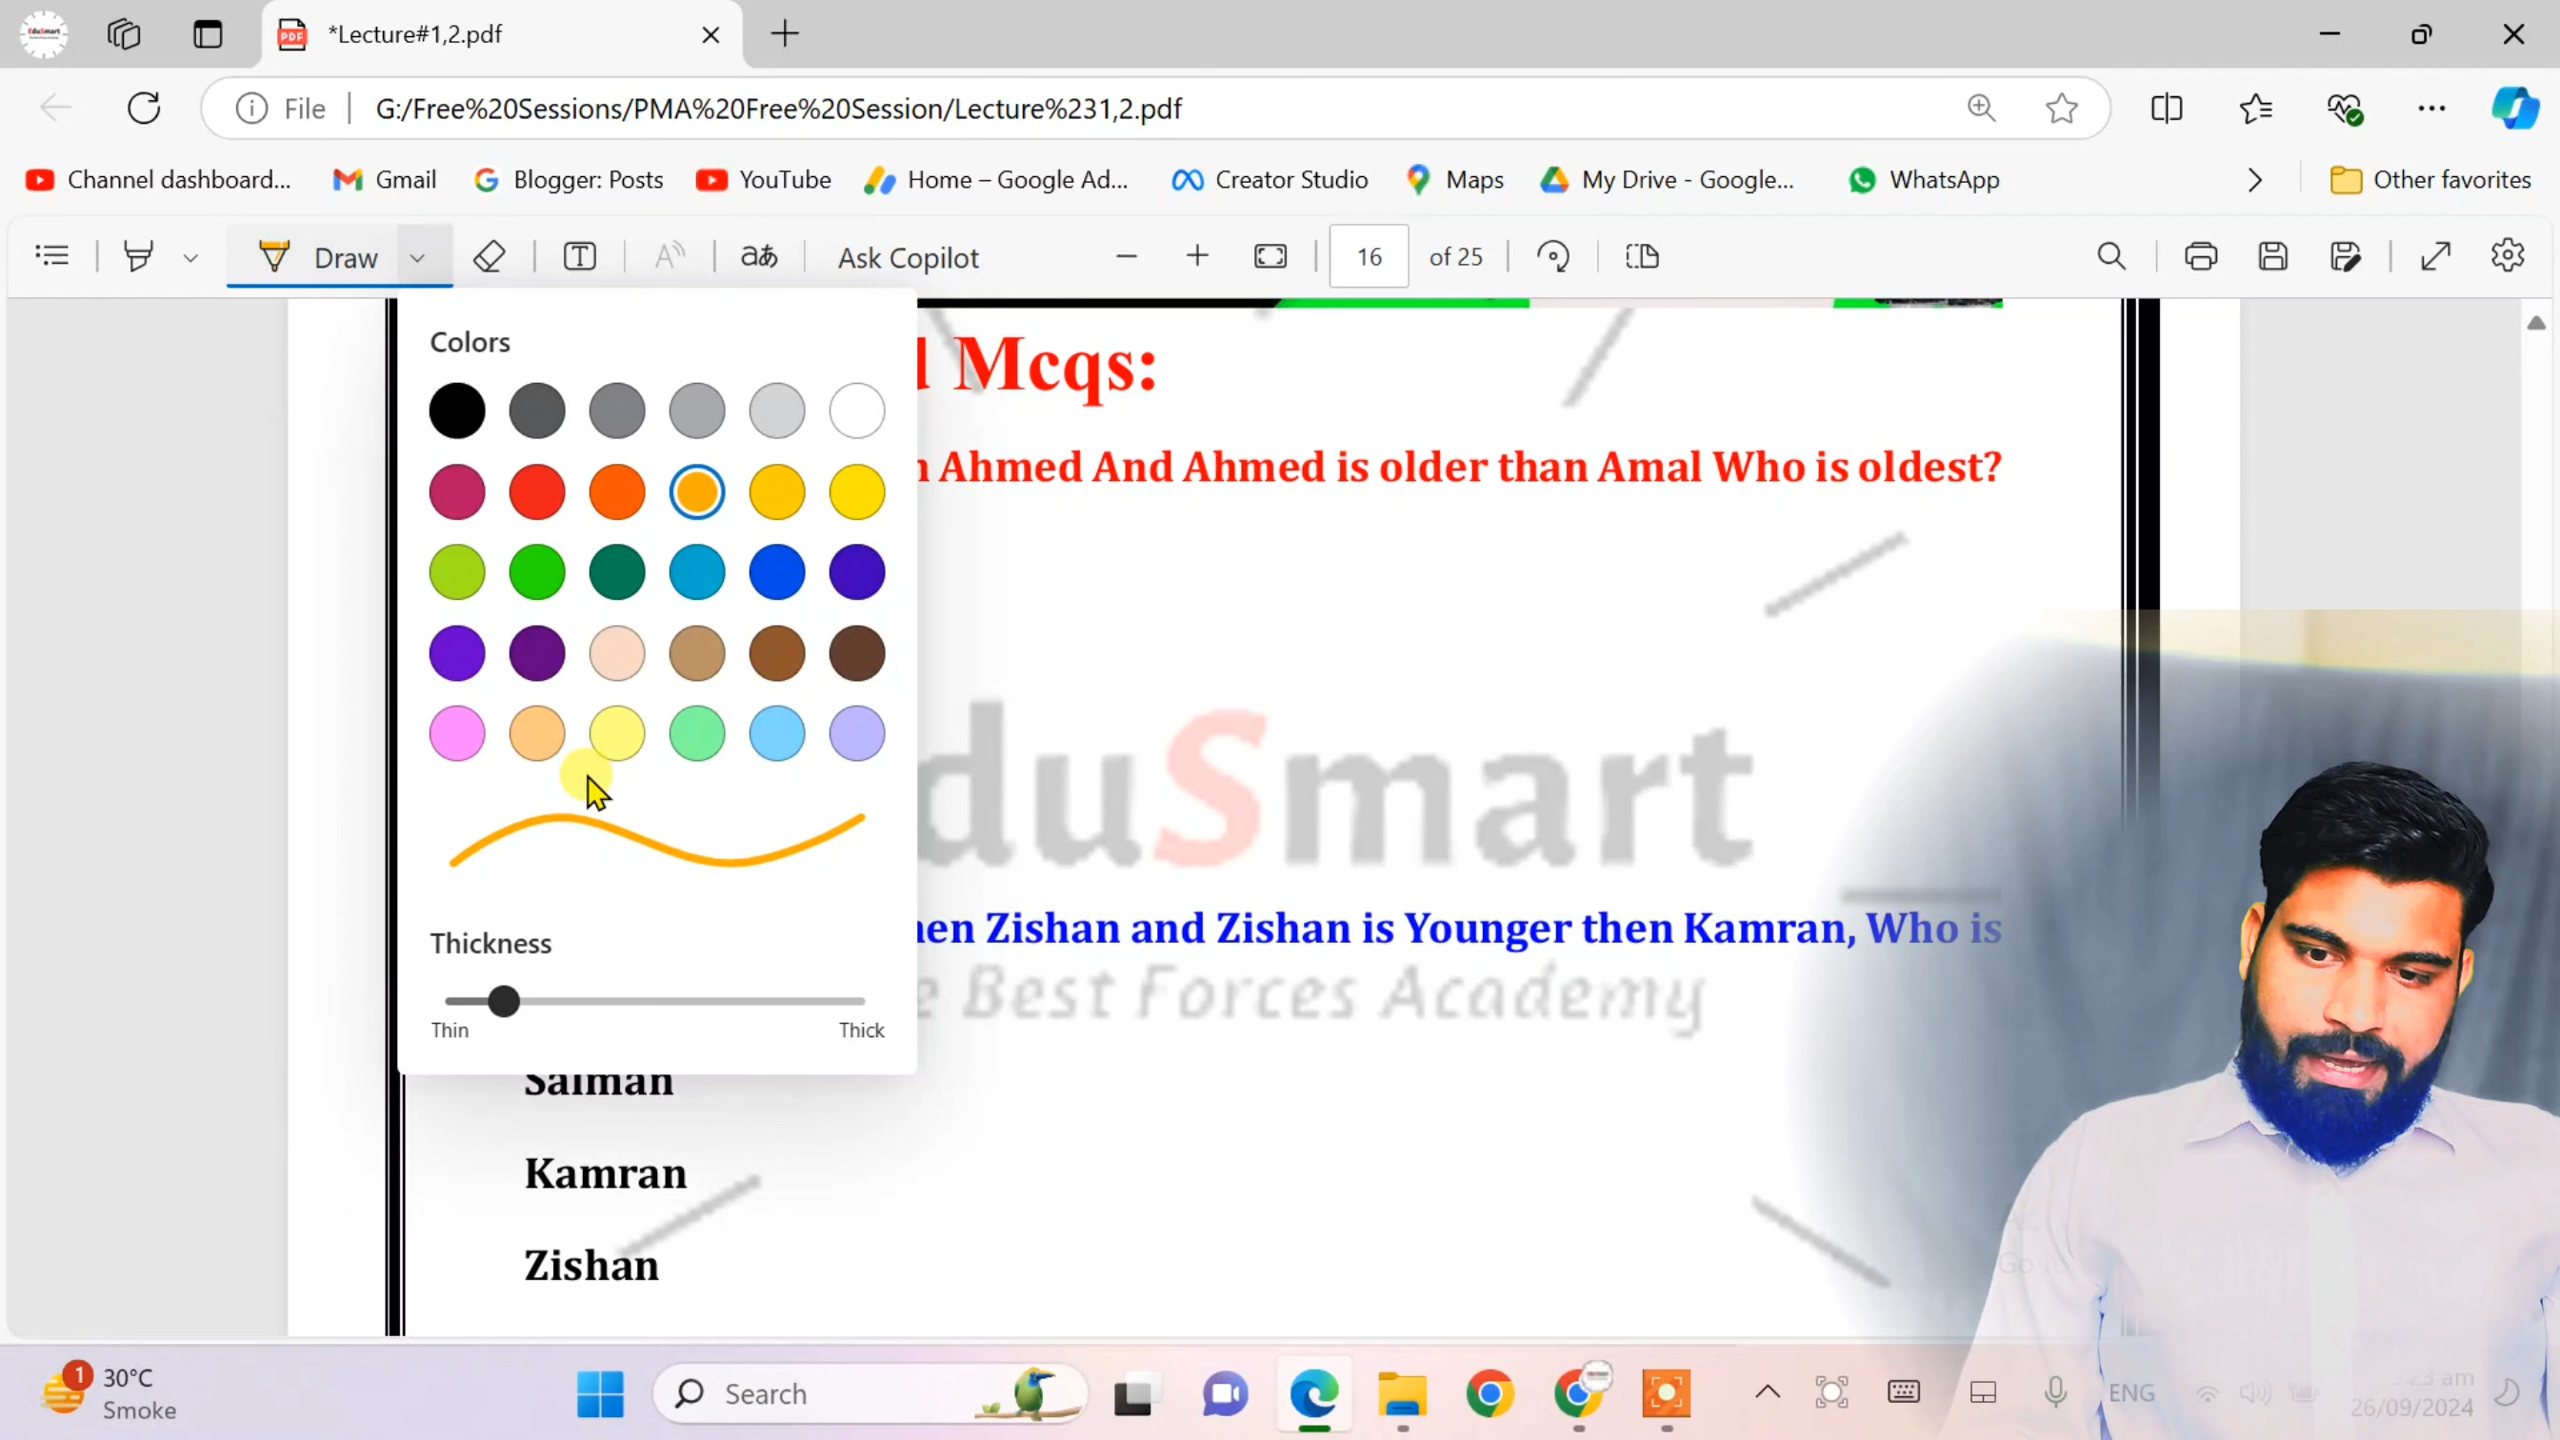 EduSmart
*Lecture#1,2.pdf
File
G:/Free%20Sessions/PMA%20Free%20Session/Lecture%231,2.pdf
Channel dashboard...
Gmail
Blogger: Posts
YouTube
Home – Google Ad...
Creator Studio
Maps
My Drive - Google...
WhatsApp
Other favorites
Draw
aあ
Ask Copilot
16
of 25
Colors
Mcqs:
Ahmed And Ahmed is older than Amal Who is oldest?
duSmart
Zishan and Zishan is Younger then Kamran, Who is
Best Forces Academy
Thickness
Thin
Thick
Salman
Kamran
Zishan
1
30°C
Smoke
Search
ENG
26/09/2024